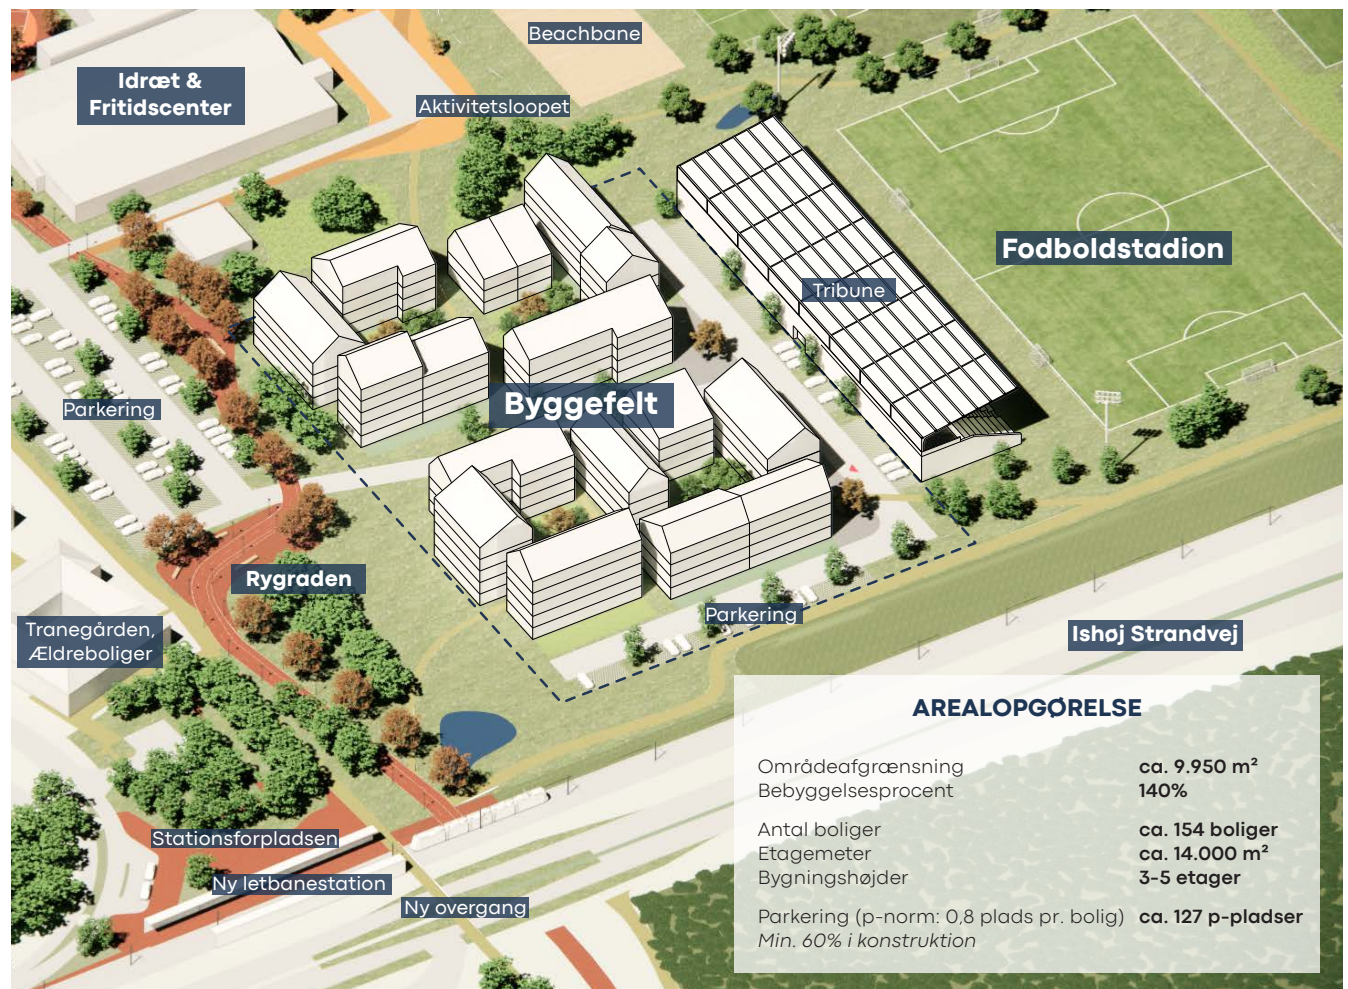 Beachbane
Idræt &
Fritidscenter
Aktivitetsloopet
Fodboldstadion
Tribune
Byggefelt
Parkering
Rygraden
Parkering
Tranegården,
Ældreboliger
Ishøj Strandvej
Stationsforpladsen
Ny letbanestation
Ny overgang
AREALOPGØRELSE
Områdeafgrænsning ca. 9.950 m²
Bebyggelsesprocent 140%
Antal boliger ca. 154 boliger
Etagemeter ca. 14.000 m²
Bygningshøjder 3-5 etager
Parkering (p-norm: 0,8 plads pr. bolig) ca. 127 p-pladser
Min. 60% i konstruktion